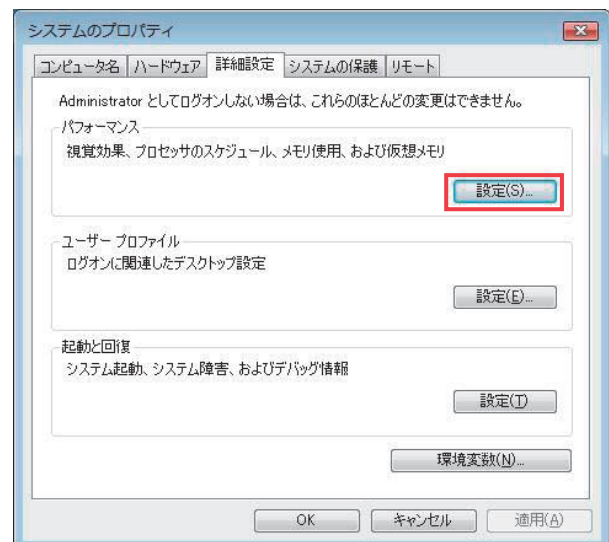 システムのプロパティ
コンピュータ名 ハードウェア 詳細設定 システムの保護 リモート
Administrator としてログオンしない場合は、これらのほとんどの変更はできません。
パフォーマンス
視覚効果、プロセッサのスケジュール、メモリ使用、および仮想メモリ
設定(S)...
ユーザー プロファイル
ログオンに関連したデスクトップ設定
設定(E)...
起動と回復
システム起動、システム障害、およびデバッグ情報
設定(T)
環境変数(N)...
OK キャンセル 適用(A)